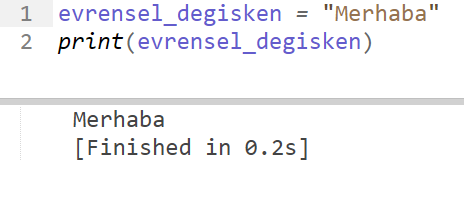 1 evrensel_degisken = "Merhaba"
2 print(evrensel_degisken)
Merhaba
[Finished in 0.2s]